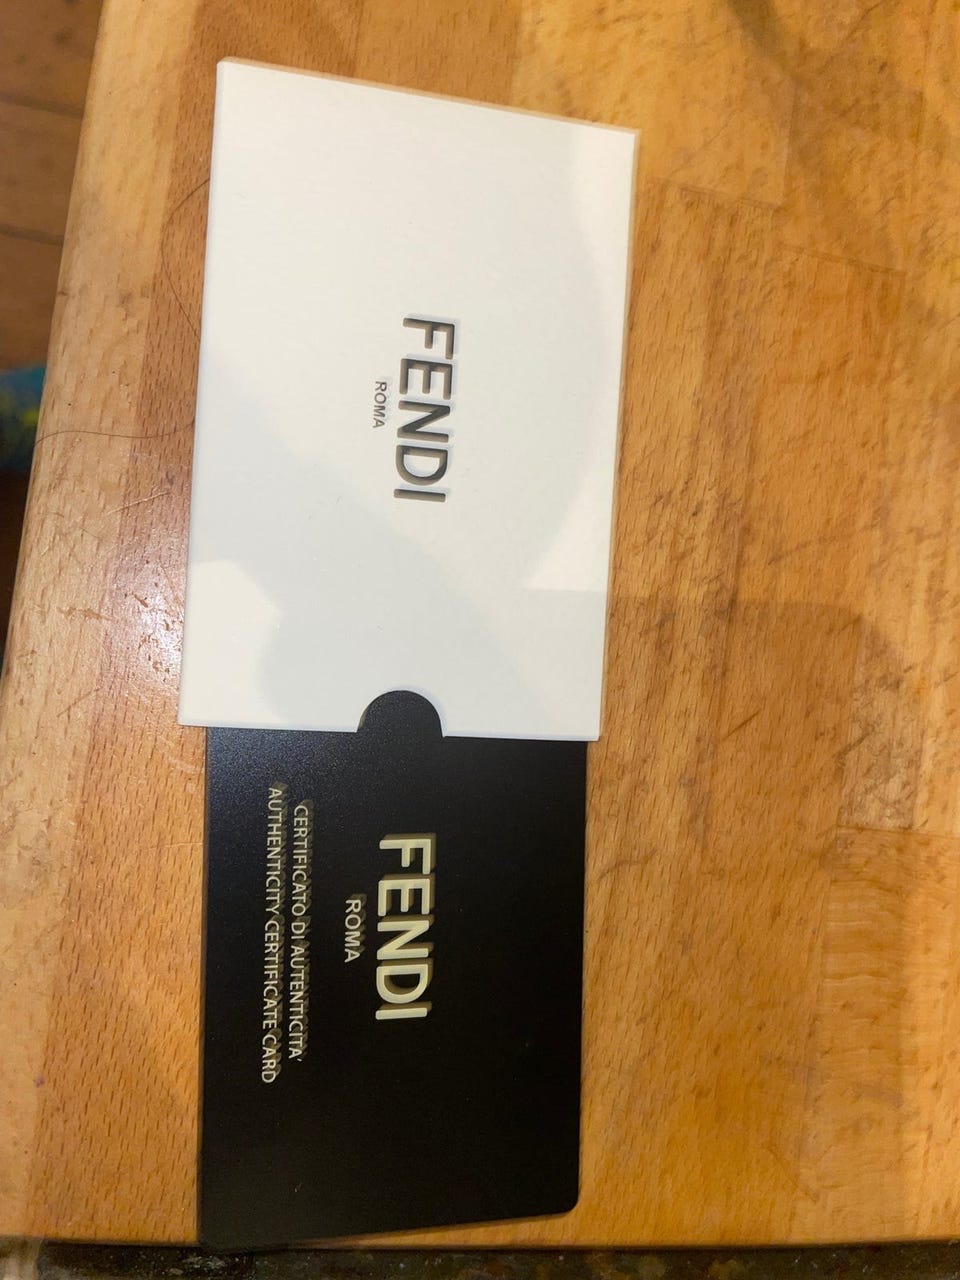 FENDI
ROMA
FENDI
ROMA
CERTIFICATO DI AUTENTICITA'
AUTHENTICITY CERTIFICATE CARD